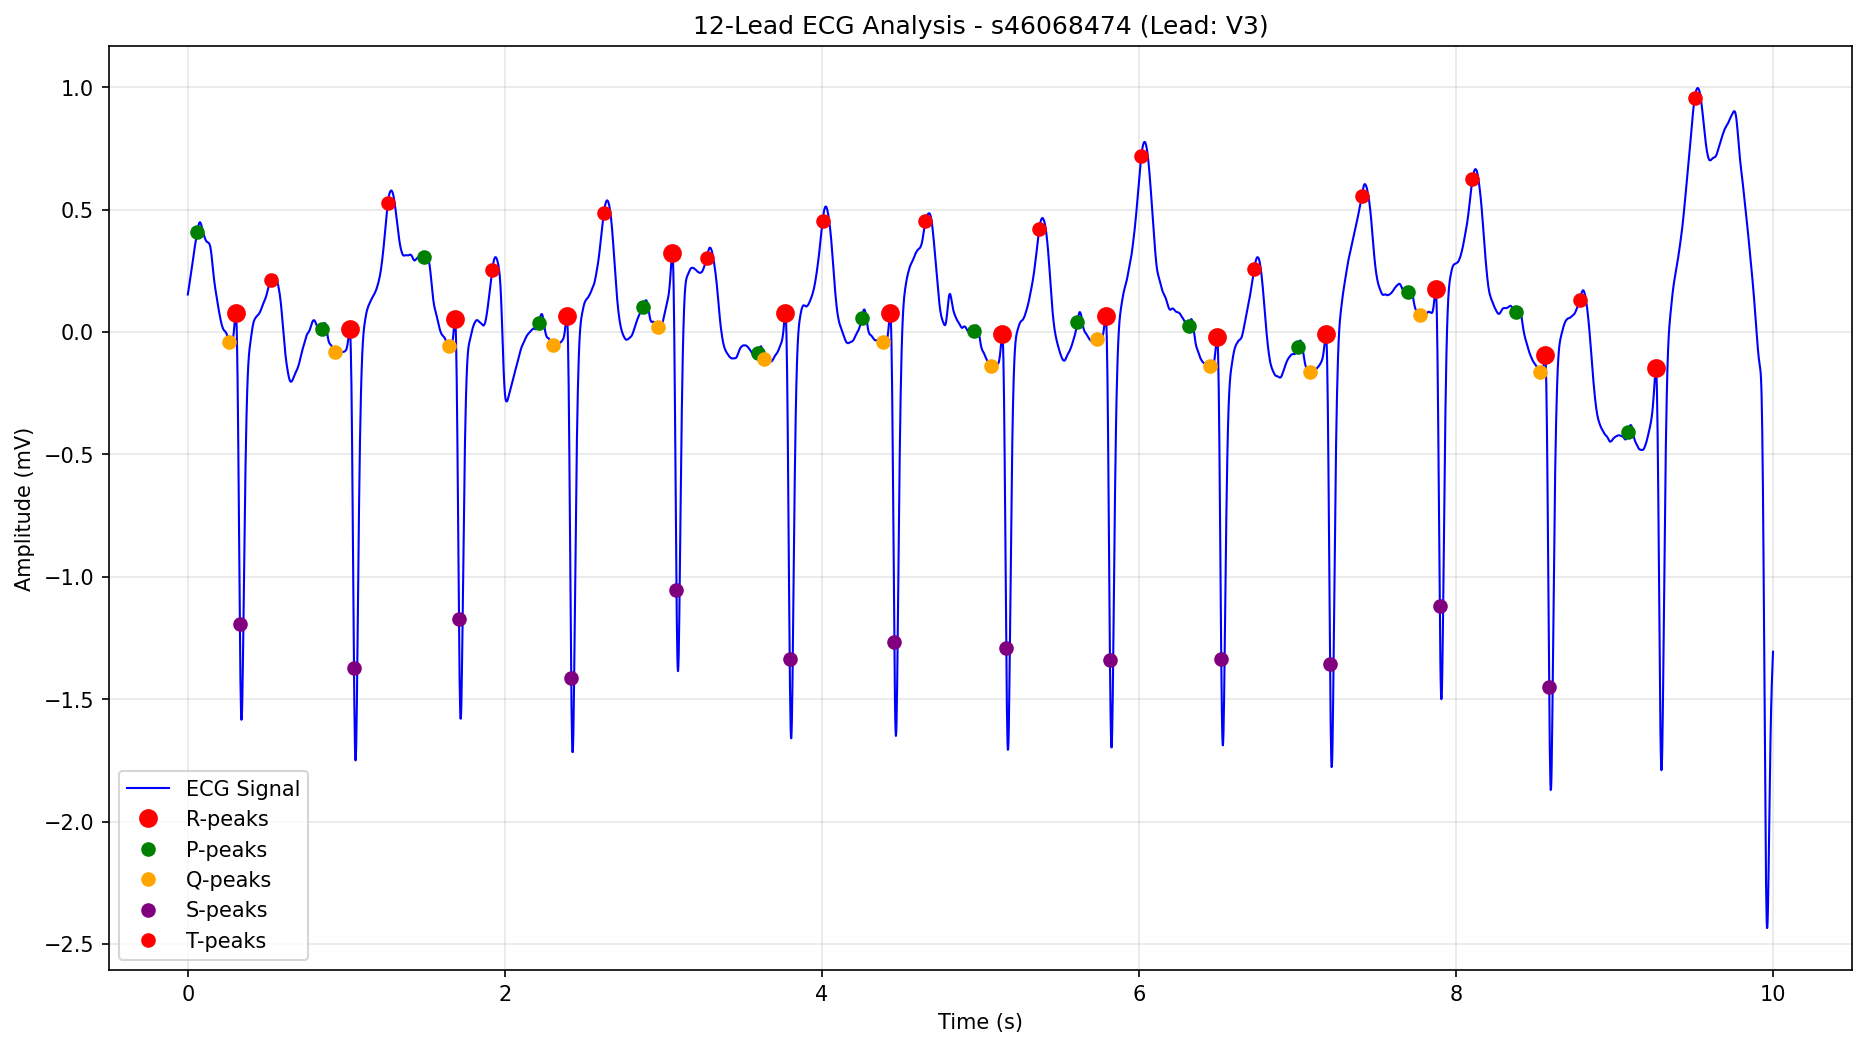 12-Lead ECG Analysis - s46068474 (Lead: V3)
1.0
0.5
0.0
−0.5
−1.0
−1.5
−2.0
−2.5
Amplitude (mV)
ECG Signal
R-peaks
P-peaks
Q-peaks
S-peaks
T-peaks
0 2 4 6 8 10
Time (s)